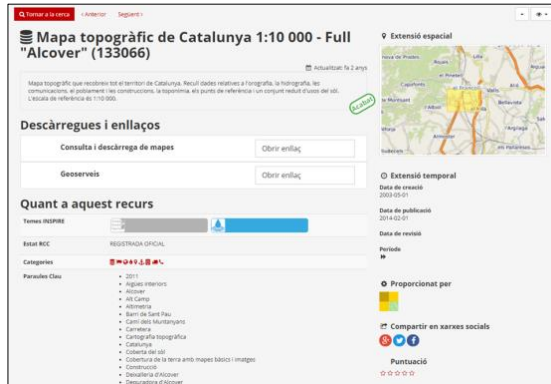 Tornar a la cerca
Anterior
Següent
Mapa topogràfic de Catalunya 1:10 000 - Full
"Alcover" (133066)
Actualitzat: fa 2 anys
Mapa topogràfic que recobreix tot el territori de Catalunya. Recull dades relatives a l'orografia, la hidrografia, les
comunicacions, el poblament i les construccions, la toponímia, els punts de referència i un conjunt reduït d'usos del sòl.
L'escala de referència és 1:10 000.
Acabat
Descàrregues i enllaços
Consulta i descàrrega de mapes
Obrir enllaç
Geoserveis
Obrir enllaç
Quant a aquest recurs
Temes INSPIRE
Estat RCC
REGISTRADA OFICIAL
Categories
Paraules Clau
2011
Aigües interiors
Alcover
Alt Camp
Altimetria
Barri de Sant Pau
Camí dels Muntanyans
Carretera
Cartografia topogràfica
Catalunya
Coberta del sòl
Cobertura de la terra amb mapes bàsics i imatges
Construcció
Deixalleria d'Alcover
Depuradora d'Alcover
Extensió espacial
Capafonts
Valls
Extensió temporal
Data de creació
2003-05-01
Data de publicació
2014-02-01
Data de revisió
Període
Proporcionat per
Compartir en xarxes socials
Puntuació